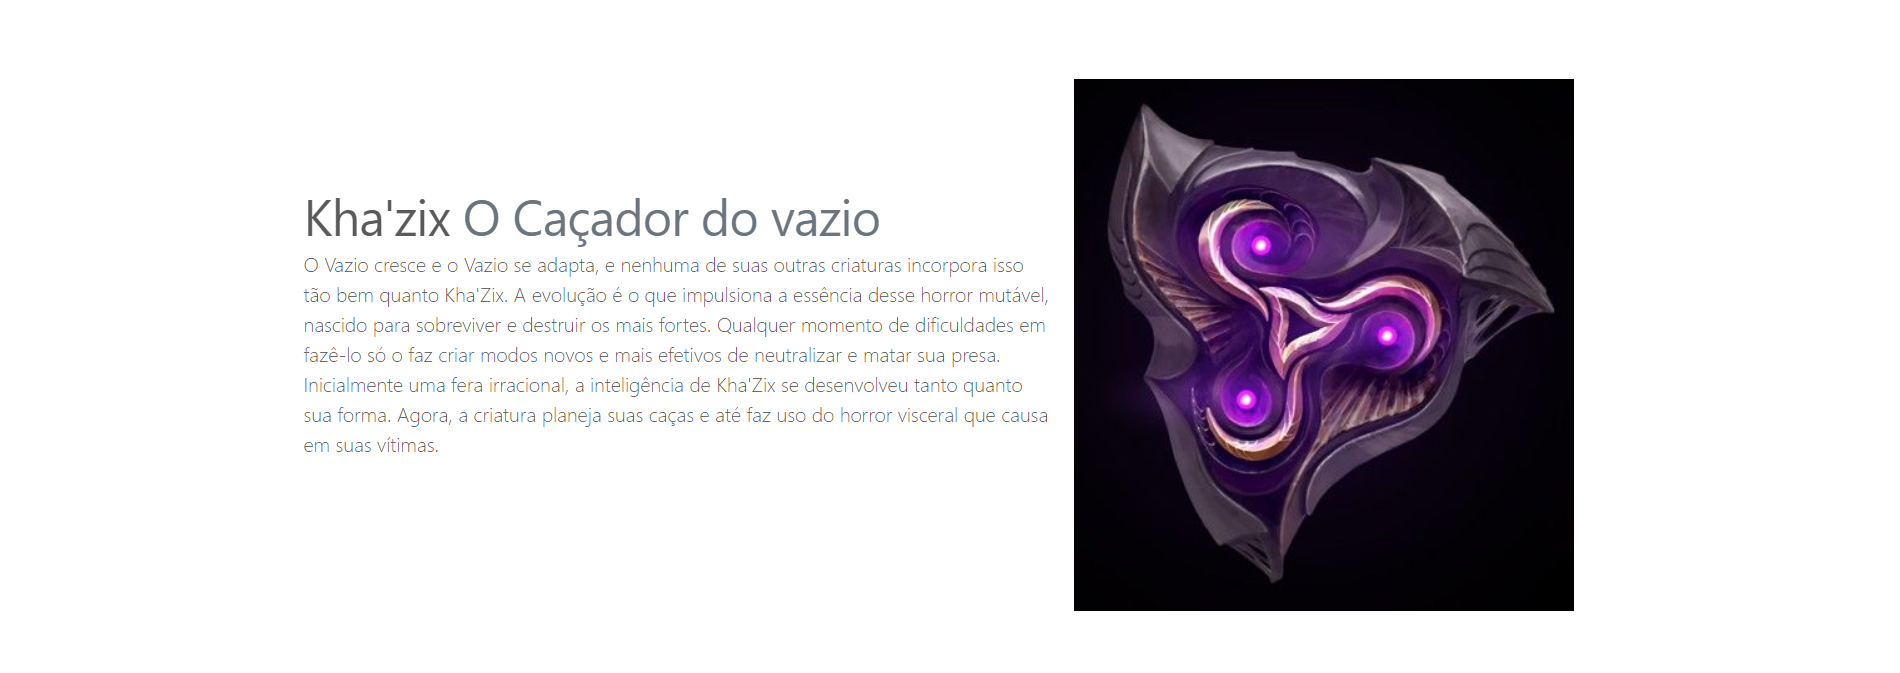 Kha'zix O Caçador do vazio
O Vazio cresce e o Vazio se adapta, e nenhuma de suas outras criaturas incorpora isso
tão bem quanto Kha'Zix. A evolução é o que impulsiona a essência desse horror mutável,
nascido para sobreviver e destruir os mais fortes. Qualquer momento de dificuldades em
fazê-lo só o faz criar modos novos e mais efetivos de neutralizar e matar sua presa.
Inicialmente uma fera irracional, a inteligência de Kha'Zix se desenvolveu tanto quanto
sua forma. Agora, a criatura planeja suas caças e até faz uso do horror visceral que causa
em suas vítimas.